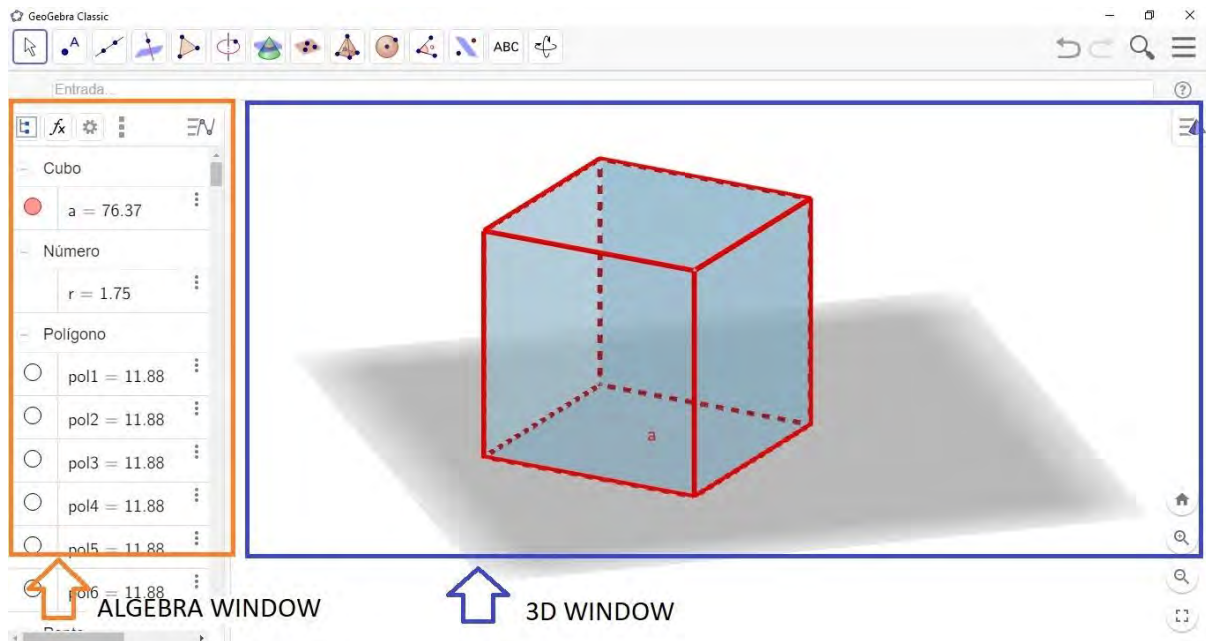 GeoGebra Classic
A
ABC
Entrada...
fx
Cubo
a = 76.37
Número
r = 1.75
Polígono
pol1 = 11.88
pol2 = 11.88
pol3 = 11.88
pol4 = 11.88
pol5 = 11.88
pol6 = 11.88
a
ALGEBRA WINDOW
3D WINDOW